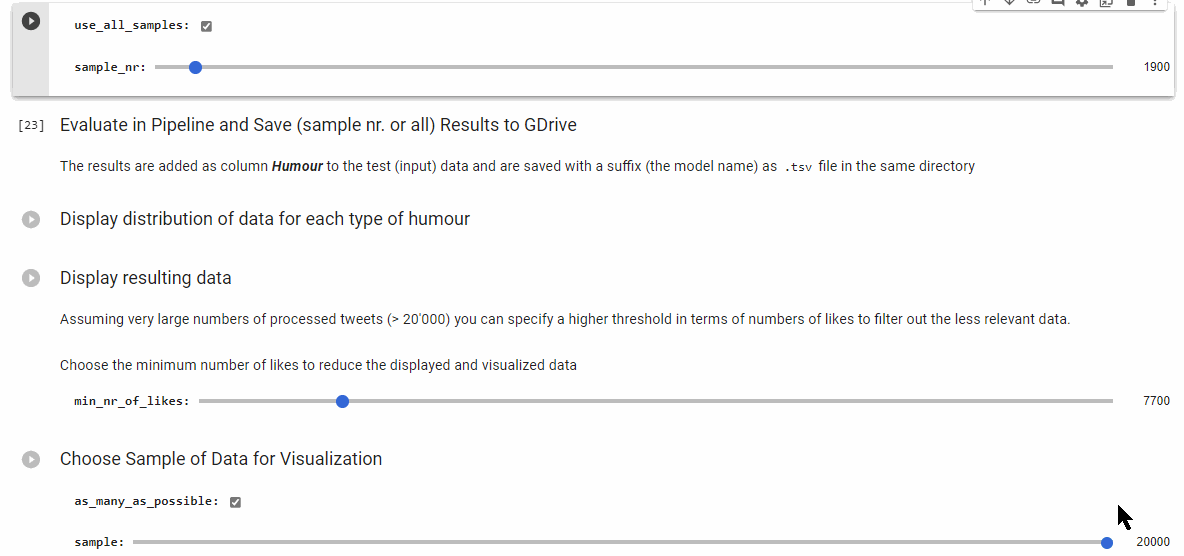 use_all_samples:
sample_nr: 1900
[23] Evaluate in Pipeline and Save (sample nr. or all) Results to GDrive
The results are added as column Humour to the test (input) data and are saved with a suffix (the model name) as .tsv file in the same directory
Display distribution of data for each type of humour
Display resulting data
Assuming very large numbers of processed tweets (> 20'000) you can specify a higher threshold in terms of numbers of likes to filter out the less relevant data.
Choose the minimum number of likes to reduce the displayed and visualized data
min_nr_of_likes: 7700
Choose Sample of Data for Visualization
as_many_as_possible:
sample: 20000